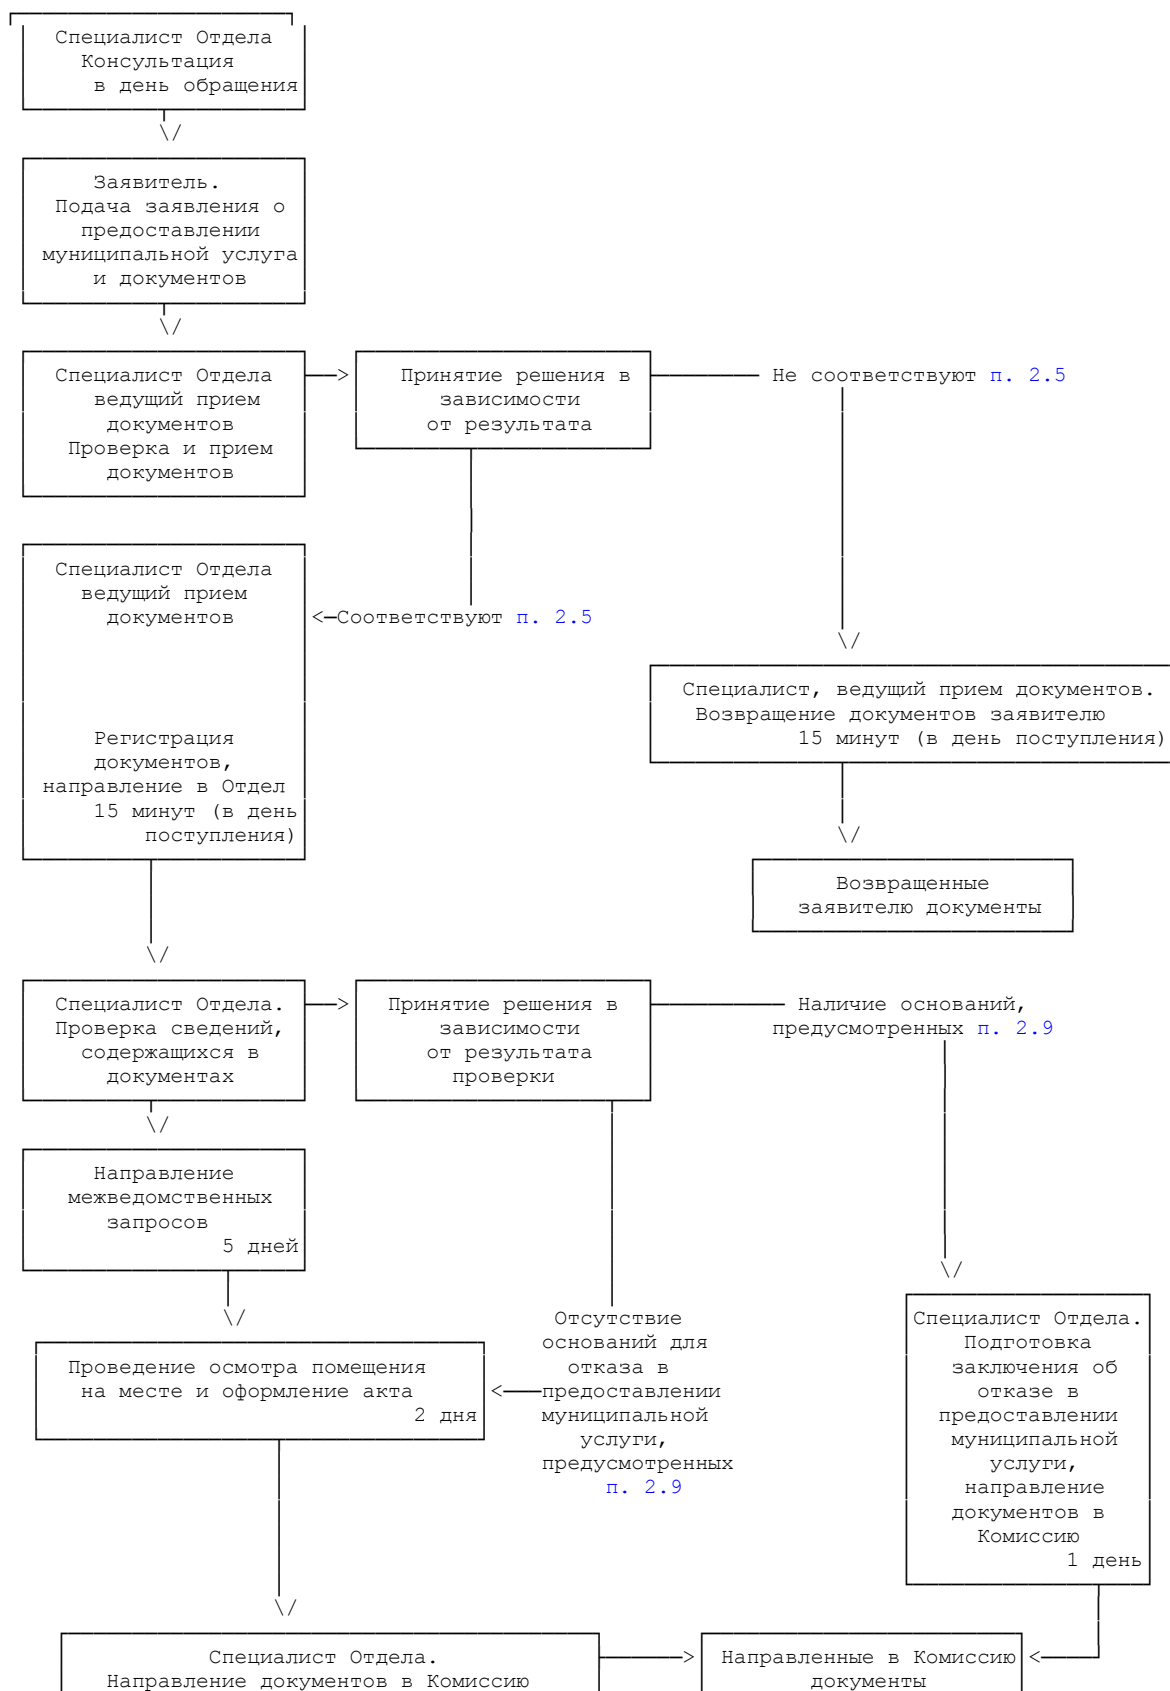 Специалист Отдела
Консультация
в день обращения
\/
Заявитель.
Подача заявления о
предоставлении
муниципальной услуга
и документов
\/
Специалист Отдела
ведущий прием
документов
Проверка и прием
документов
──>
Принятие решения в
зависимости
от результата
Не соответствуют п. 2.5
Специалист Отдела
ведущий прием
документов
<─Соответствуют п. 2.5
Регистрация
документов,
направление в Отдел
15 минут (в день
поступления)
\/
Специалист, ведущий прием документов.
Возвращение документов заявителю
15 минут (в день поступления)
\/
Возвращенные
заявителю документы
\/
Специалист Отдела.
Проверка сведений,
содержащихся в
документах
──>
Принятие решения в
зависимости
от результата
проверки
Наличие оснований,
предусмотренных п. 2.9
\/
Направление
межведомственных
запросов
5 дней
\/
\/
Проведение осмотра помещения
на месте и оформление акта
2 дня
Отсутствие
оснований для
отказа в
<───предоставлении
муниципальной
услуги,
предусмотренных
п. 2.9
Специалист Отдела.
Подготовка
заключения об
отказе в
предоставлении
муниципальной
услуги,
направление
документов в
Комиссию
1 день
\/
Специалист Отдела.
Направление документов в Комиссию
──────>
Направленные в Комиссию
документы
<────